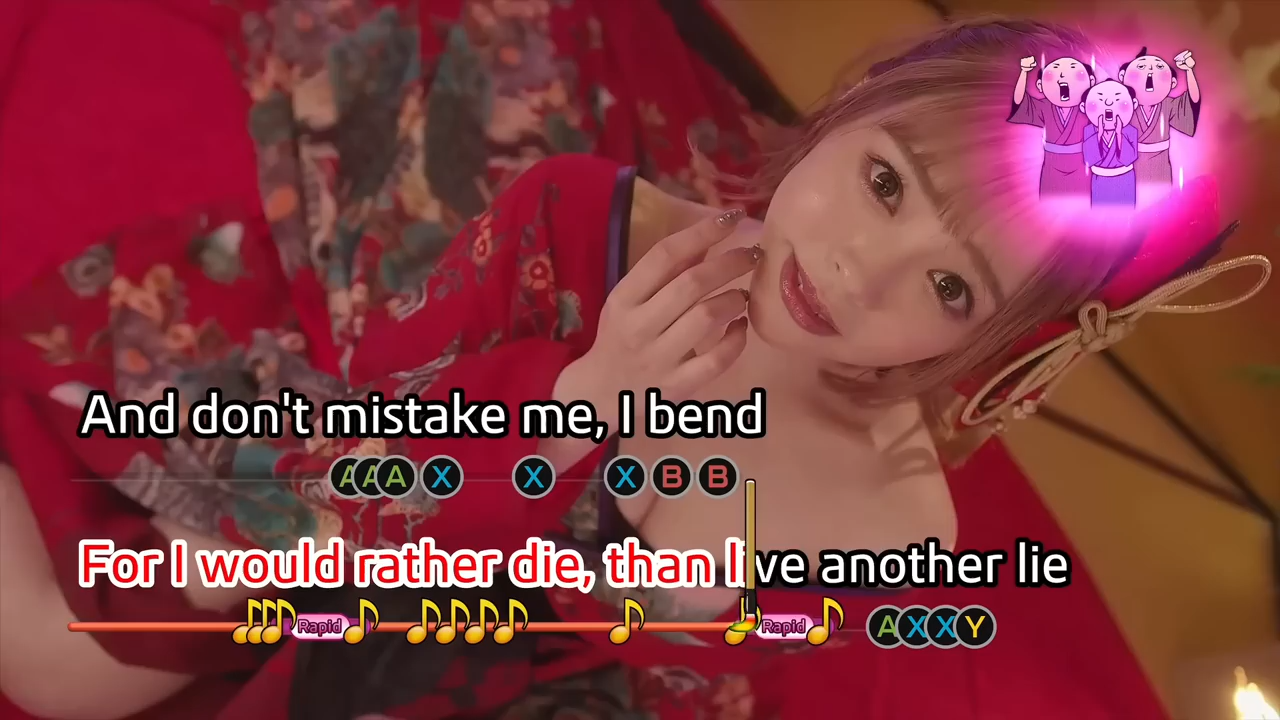 And don't mistake me, I bend
A A A X X X B B
For I would rather die, than live another lie
Rapid Rapid A X X Y